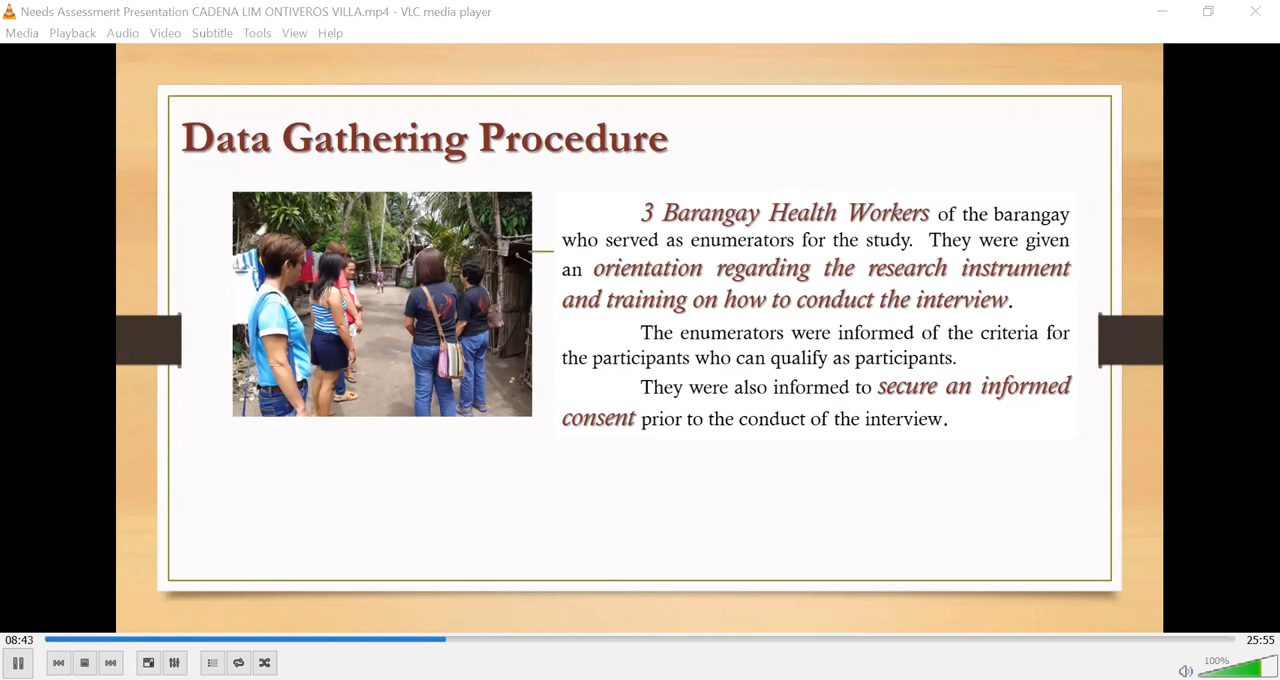 Needs Assessment Presentation CADENA LIM ONTIVEROS VILLA.mp4 - VLC media player
Media Playback Audio Video Subtitle Tools View Help
Data Gathering Procedure
3 Barangay Health Workers of the barangay
who served as enumerators for the study. They were given
an orientation regarding the research instrument
and training on how to conduct the interview.
The enumerators were informed of the criteria for
the participants who can qualify as participants.
They were also informed to secure an informed
consent prior to the conduct of the interview.
08:43
25:55
100%